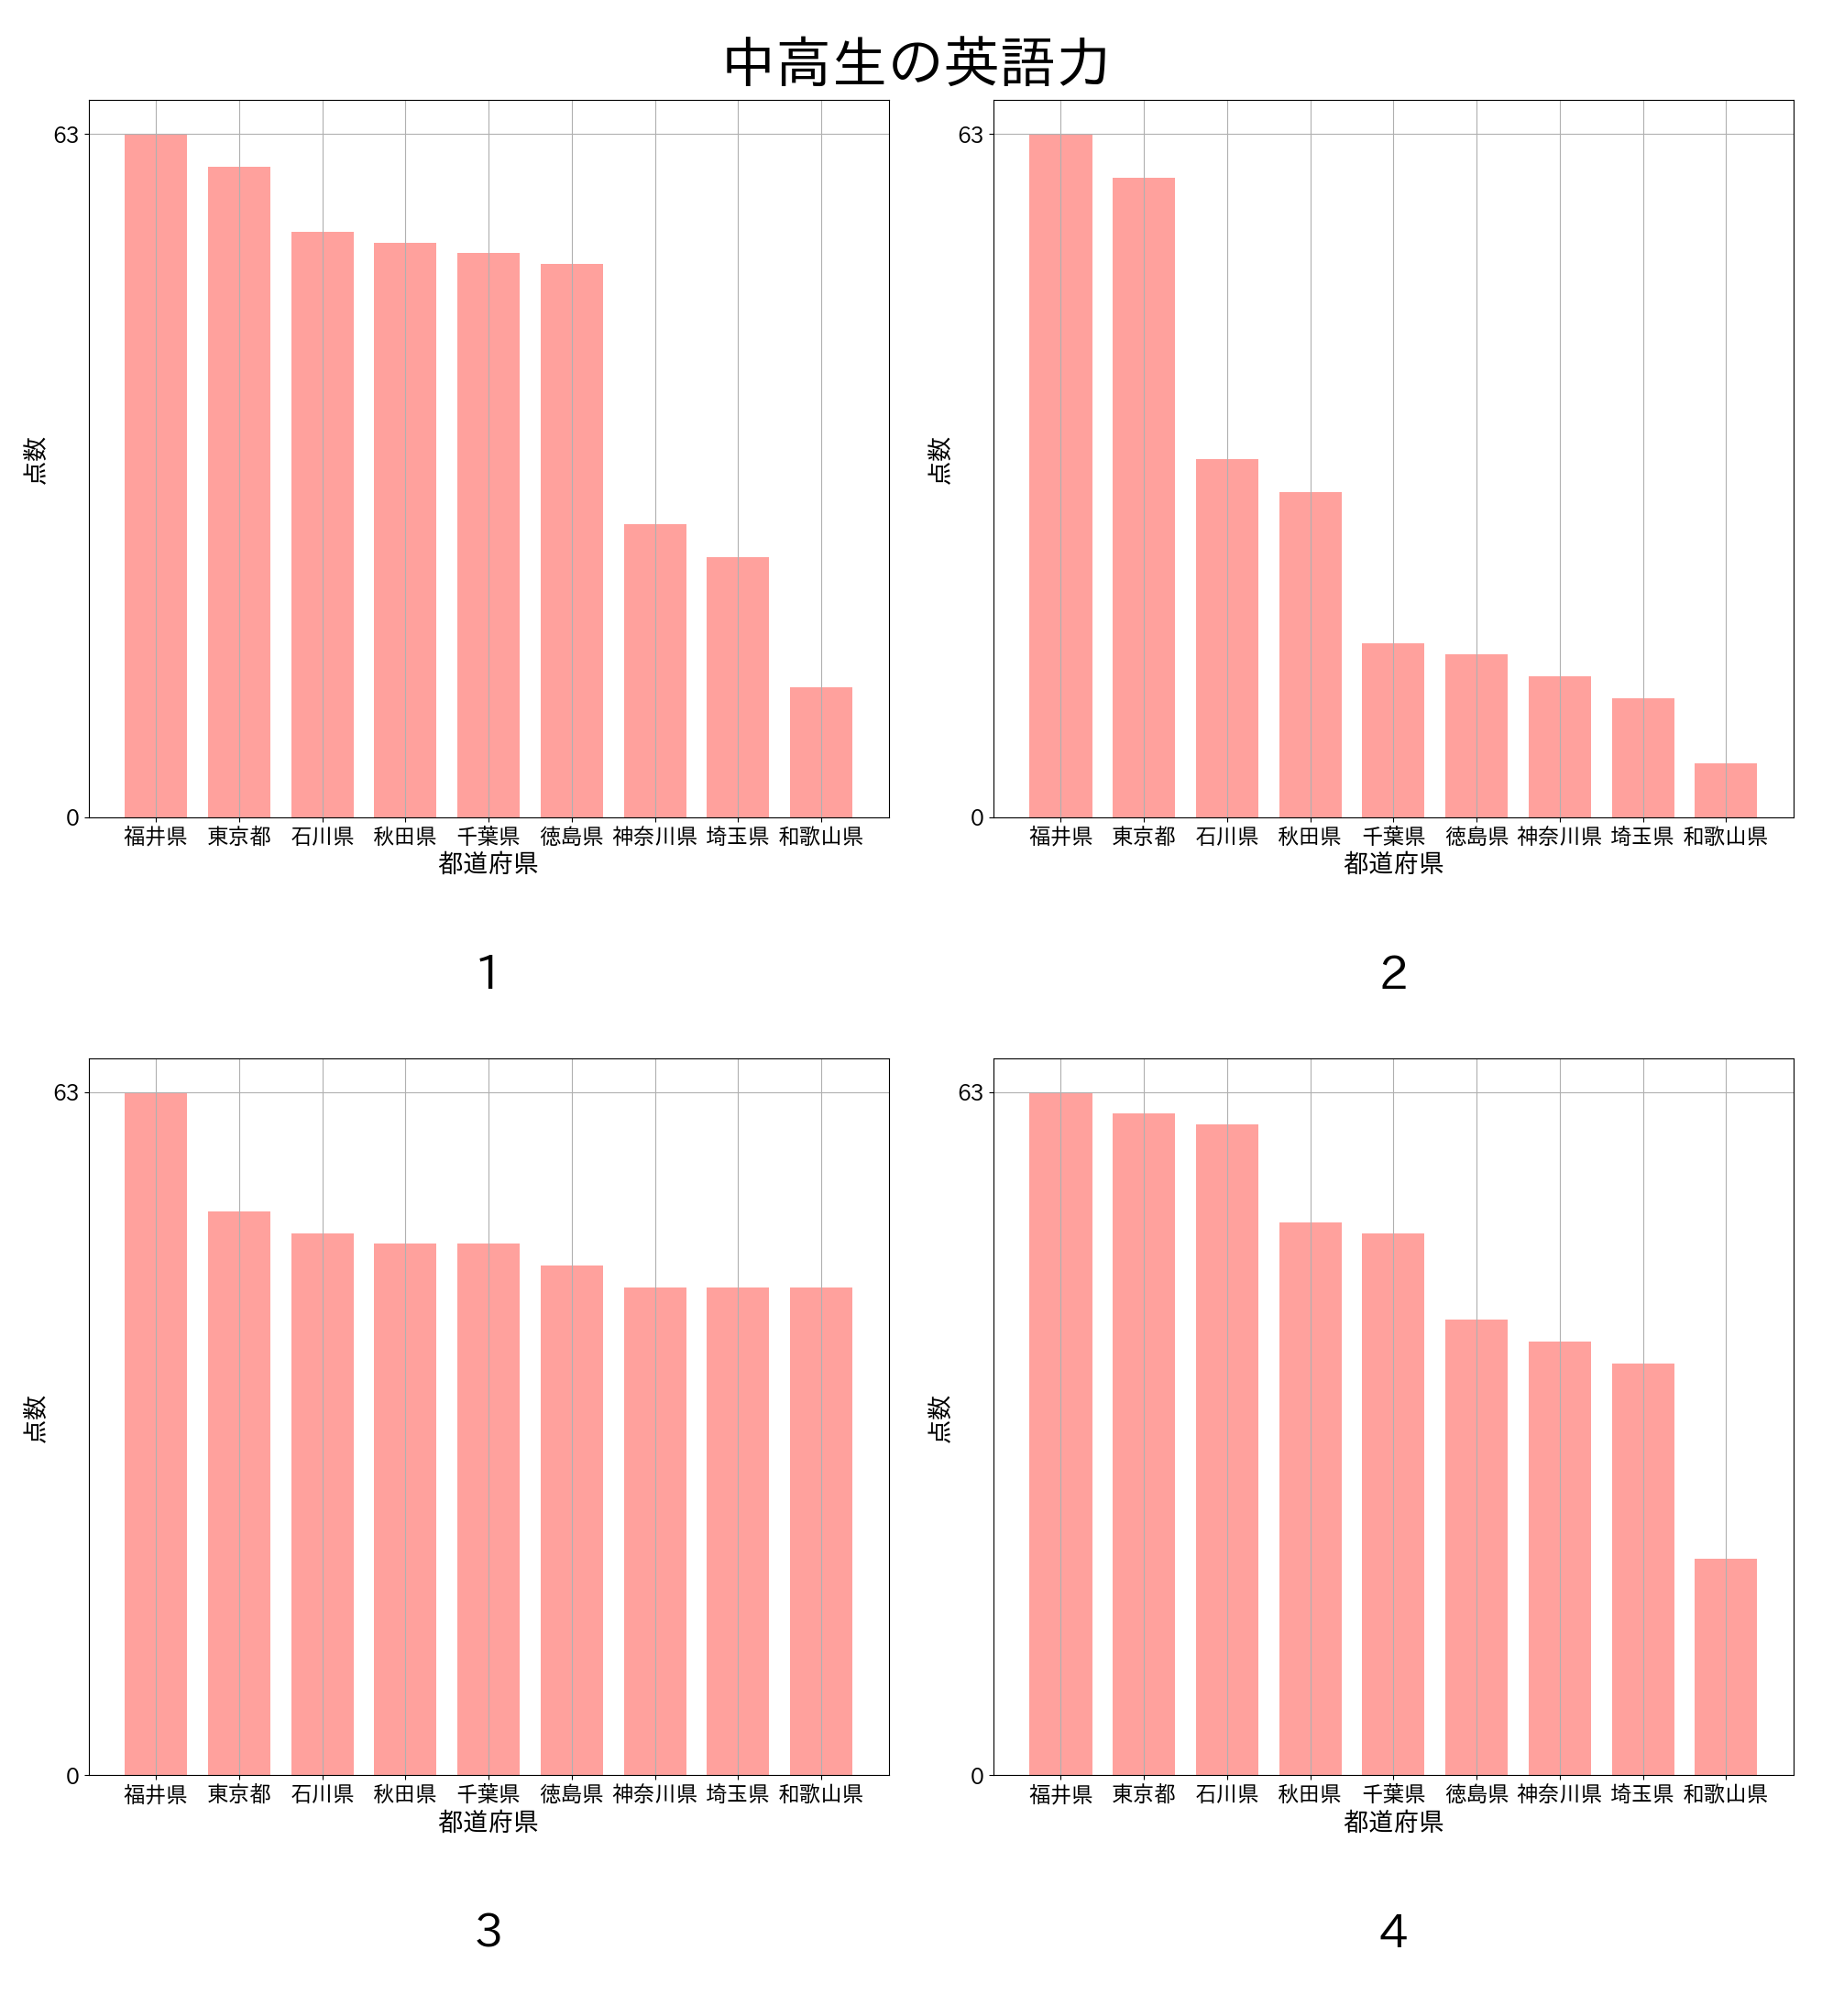 中高生の英語力
63
0
点数
福井県 東京都 石川県 秋田県 千葉県 徳島県 神奈川県 埼玉県 和歌山県
都道府県
1
63
0
点数
福井県 東京都 石川県 秋田県 千葉県 徳島県 神奈川県 埼玉県 和歌山県
都道府県
2
63
0
点数
福井県 東京都 石川県 秋田県 千葉県 徳島県 神奈川県 埼玉県 和歌山県
都道府県
3
63
0
点数
福井県 東京都 石川県 秋田県 千葉県 徳島県 神奈川県 埼玉県 和歌山県
都道府県
4